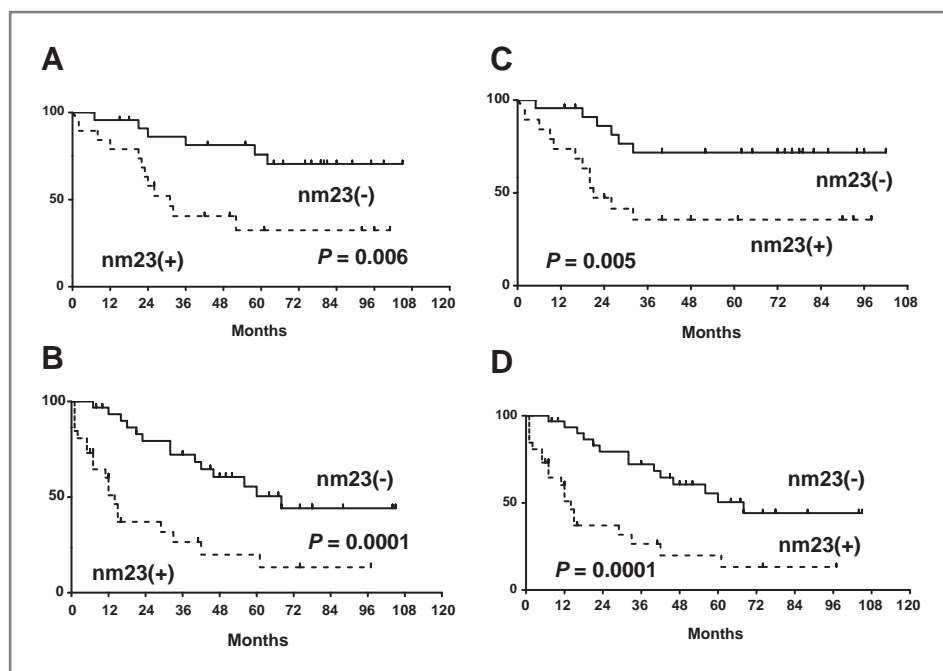 A
100
50
0
nm23(-)
nm23(+)
P = 0.006
0 12 24 36 48 60 72 84 96 108 120
Months
C
100
50
0
nm23(-)
nm23(+)
P = 0.005
0 12 24 36 48 60 72 84 96 108
Months
B
100
50
0
nm23(-)
P = 0.0001
nm23(+)
0 12 24 36 48 60 72 84 96 108 120
Months
D
100
50
0
nm23(-)
nm23(+)
P = 0.0001
0 12 24 36 48 60 72 84 96 108 120
Months